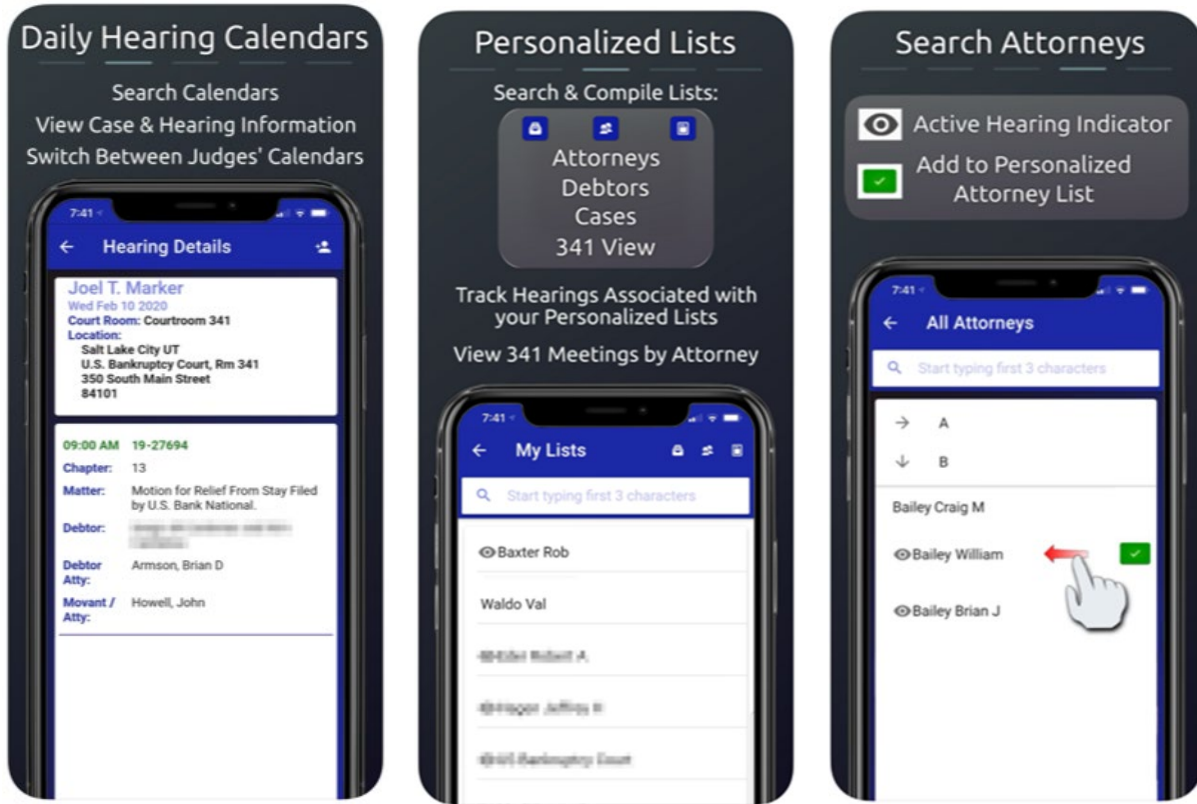 Daily Hearing Calendars
Search Calendars
View Case & Hearing Information
Switch Between Judges' Calendars
7:41
Hearing Details
Joel T. Marker
Wed Feb 10 2020
Court Room: Courtroom 341
Location:
Salt Lake City UT
U.S. Bankruptcy Court, Rm 341
350 South Main Street
84101
09:00 AM 19-27694
Chapter: 13
Matter: Motion for Relief From Stay Filed
by U.S. Bank National.
Debtor:
Debtor Armson, Brian D
Atty:
Movant / Howell, John
Atty:
Personalized Lists
Search & Compile Lists:
Attorneys
Debtors
Cases
341 View
Track Hearings Associated with
your Personalized Lists
View 341 Meetings by Attorney
7:41
My Lists
Start typing first 3 characters
Baxter Rob
Waldo Val
Search Attorneys
Active Hearing Indicator
Add to Personalized
Attorney List
7:41
All Attorneys
Start typing first 3 characters
A
B
Bailey Craig M
Bailey William
Bailey Brian J